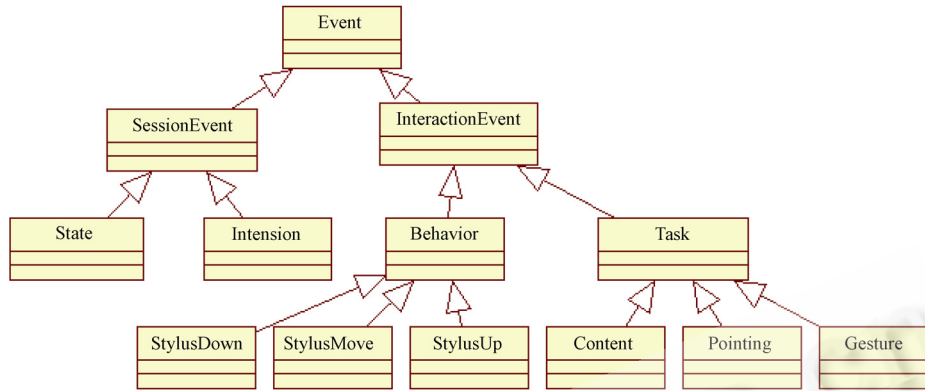 Event
SessionEvent
InteractionEvent
State
Intension
Behavior
Task
StylusDown
StylusMove
StylusUp
Content
Pointing
Gesture